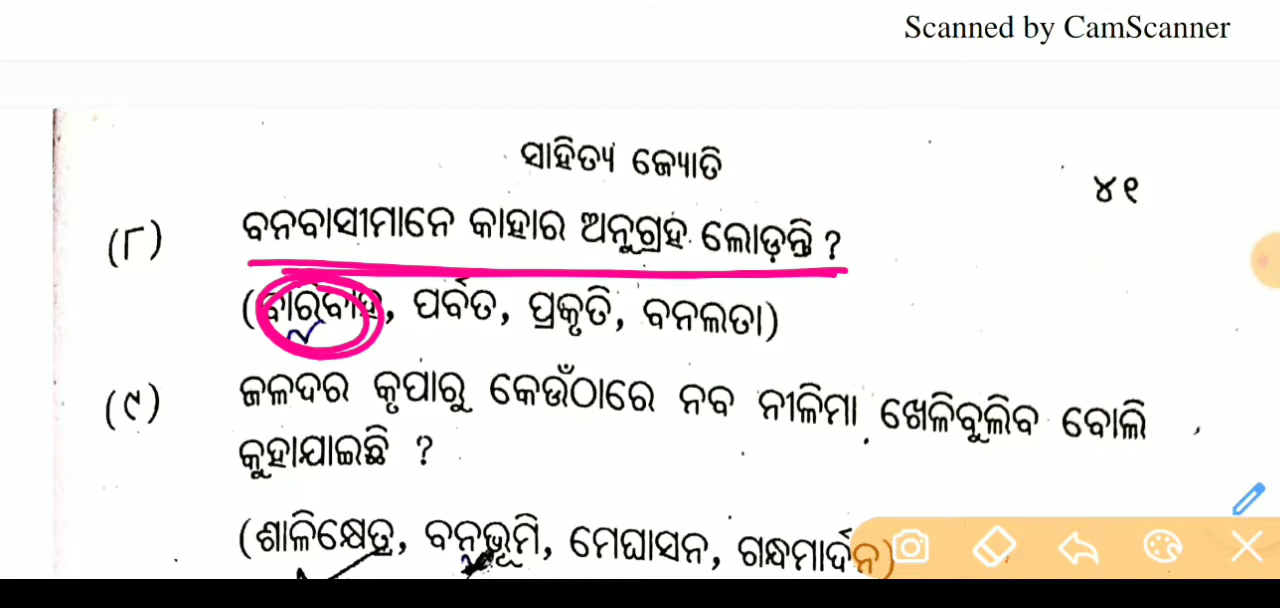 Scanned by CamScanner
ସାହିତ୍ୟ ଜ୍ୟୋତି
୪୧
(୮) ବନବାସୀମାନେ କାହାର ଅନୁଗ୍ରହ ଲୋଡ଼ନ୍ତି ?
(ବାରିବାହ, ପର୍ବତ, ପ୍ରକୃତି, ବନଲତା)
(୯) ଜଳଦର କୃପାରୁ କେଉଁଠାରେ ନବ ନୀଳିମା ଖେଳିବୁଲିବ ବୋଲି
କୁହାଯାଇଛି ?
(ଶାଳିକ୍ଷେତ୍ର, ବନଭୂମି, ମେଘାସନ, ଗନ୍ଧମାର୍ଦନ)